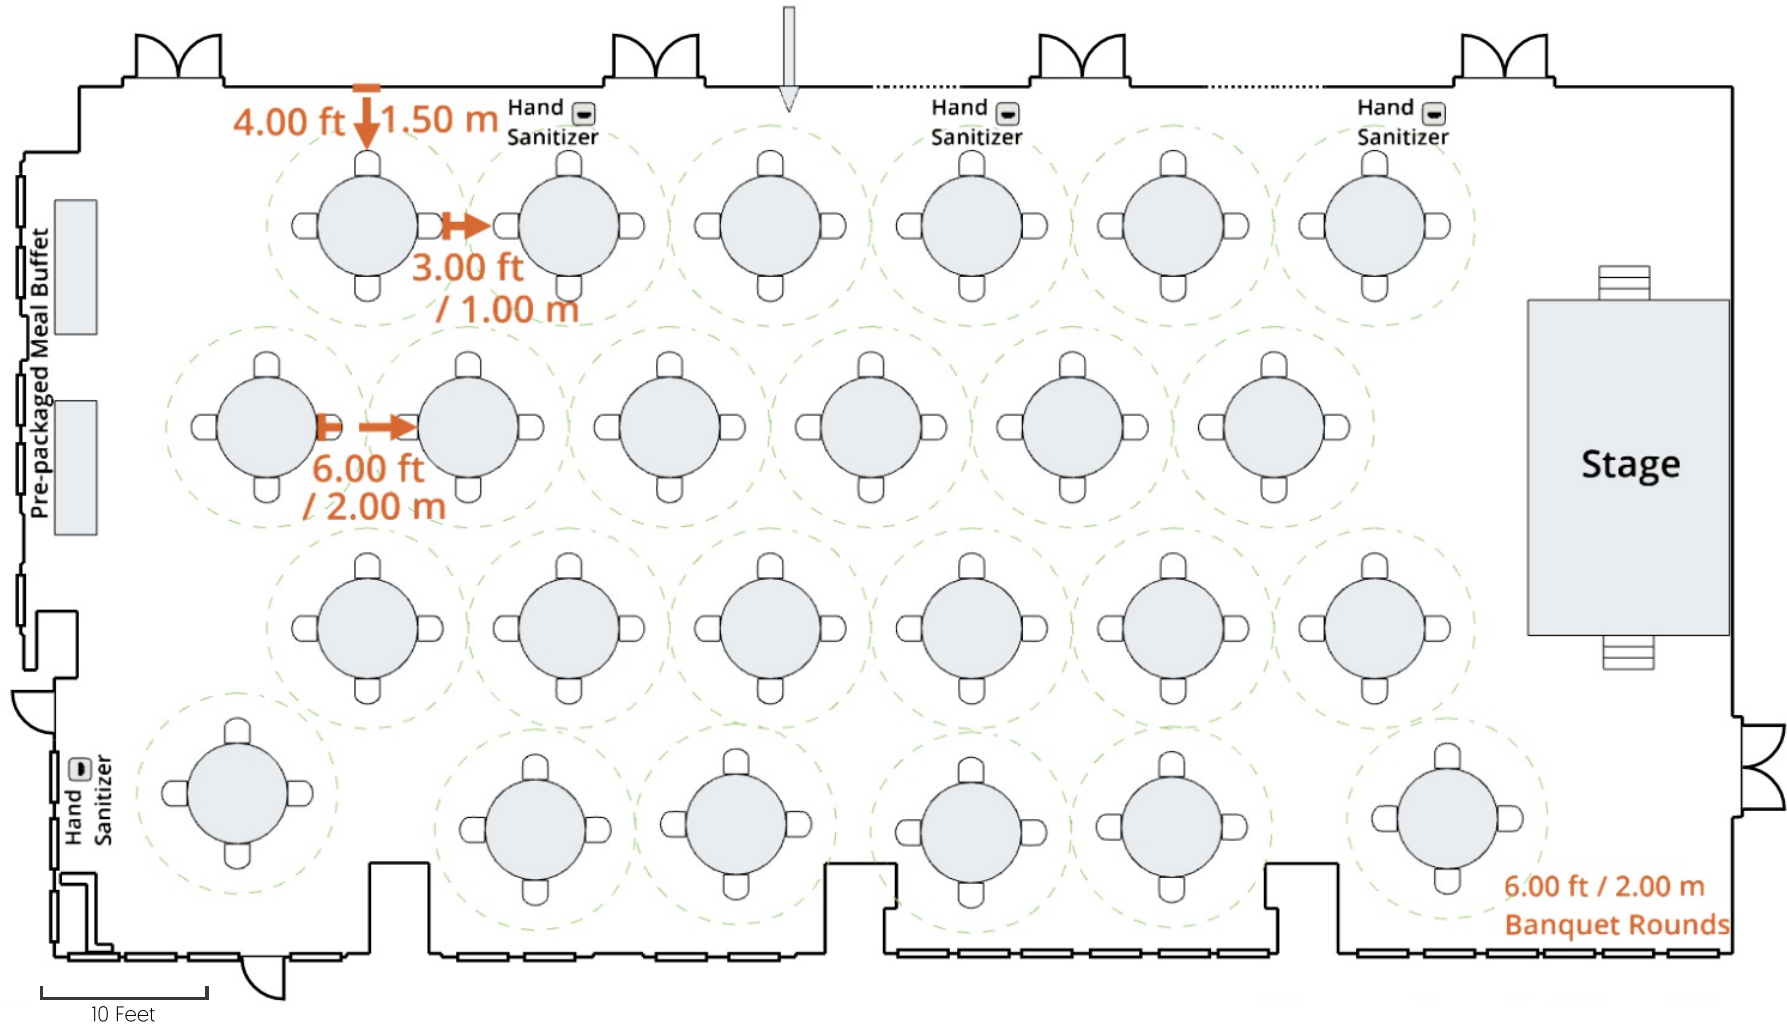 4.00 ft
1.50 m
Hand
Sanitizer
Hand
Sanitizer
Hand
Sanitizer
3.00 ft
/ 1.00 m
Pre-packaged Meal Buffet
6.00 ft
/ 2.00 m
Stage
Hand
Sanitizer
6.00 ft / 2.00 m
Banquet Rounds
10 Feet